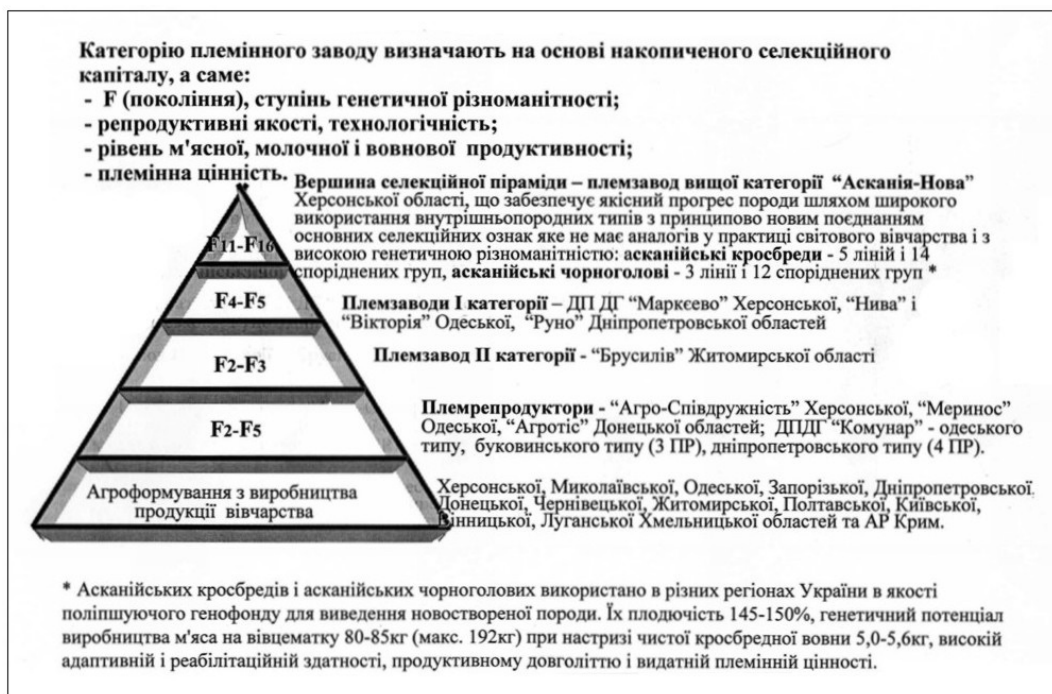 Категорію племінного заводу визначають на основі накопиченого селекційного
капіталу, а саме:
- F (покоління), ступінь генетичної різноманітності;
- репродуктивні якості, технологічність;
- рівень м'ясної, молочної і вовнової продуктивності;
- племінна цінність.
Вершина селекційної піраміди – племзавод вищої категорії “Асканія-Нова”
Херсонської області, що забезпечує якісний прогрес породи шляхом широкого
використання внутрішньопородних типів з принципово новим поєднанням
основних селекційних ознак яке не має аналогів у практиці світового вівчарства і з
високою генетичною різноманітністю: асканійські кросбреди - 5 ліній і 14
споріднених груп, асканійські чорноголові - 3 лінії і 12 споріднених груп *
F11-F16
F4-F5
Племзаводи I категорії – ДП ДГ “Маркєево” Херсонської, “Нива” і
“Вікторія” Одеської, “Руно” Дніпропетровської областей
F2-F3
Племзавод II категорії - “Брусилів” Житомирської області
F2-F5
Племрепродуктори - “Агро-Співдружність” Херсонської, “Меринос”
Одеської, “Агротіс” Донецької областей; ДПДГ “Комунар” - одеського
типу, буковинського типу (3 ПР), дніпропетровського типу (4 ПР).
Агроформування з виробництва
продукції вівчарства
Херсонської, Миколаївської, Одеської, Запорізької, Дніпропетровської
Донецької, Чернівецької, Житомирської, Полтавської, Київської,
Вінницької, Луганської Хмельницької областей та АР Крим.
* Асканійських кросбредів і асканійських чорноголових використано в різних регіонах України в якості
поліпшуючого генофонду для виведення новоствореної породи. Їх плодючість 145-150%, генетичний потенціал
виробництва м'яса на вівцематку 80-85кг (макс. 192кг) при настризі чистої кросбредної вовни 5,0-5,6кг, високій
адаптивній і реабілітаційній здатності, продуктивному довголіттю і видатній племінній цінності.